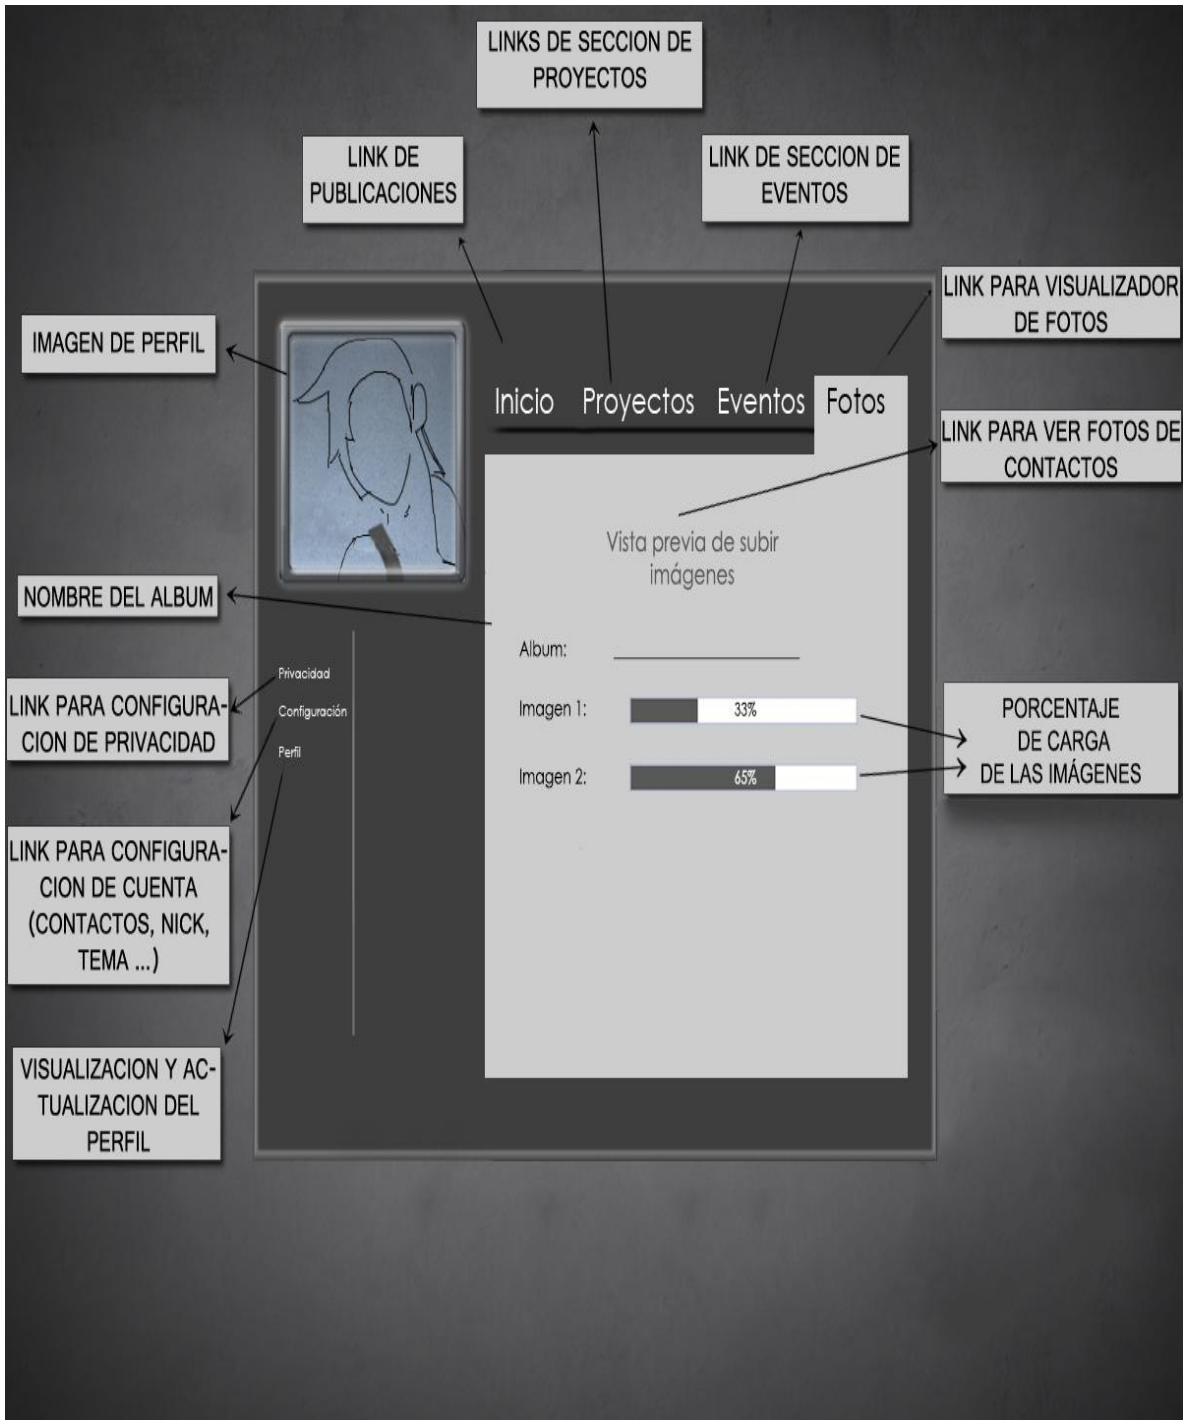 LINKS DE SECCION DE
PROYECTOS
LINK DE
PUBLICACIONES
LINK DE SECCION DE
EVENTOS
LINK PARA VISUALIZADOR
DE FOTOS
IMAGEN DE PERFIL
Inicio Proyectos Eventos Fotos
LINK PARA VER FOTOS DE
CONTACTOS
Vista previa de subir
imágenes
NOMBRE DEL ALBUM
Album:
Privacidad
LINK PARA CONFIGURA-
CION DE PRIVACIDAD
Configuración
Imagen 1: 33%
PORCENTAJE
DE CARGA
DE LAS IMÁGENES
Perfil
Imagen 2: 65%
LINK PARA CONFIGURA-
CION DE CUENTA
(CONTACTOS, NICK,
TEMA ...)
VISUALIZACION Y AC-
TUALIZACION DEL
PERFIL